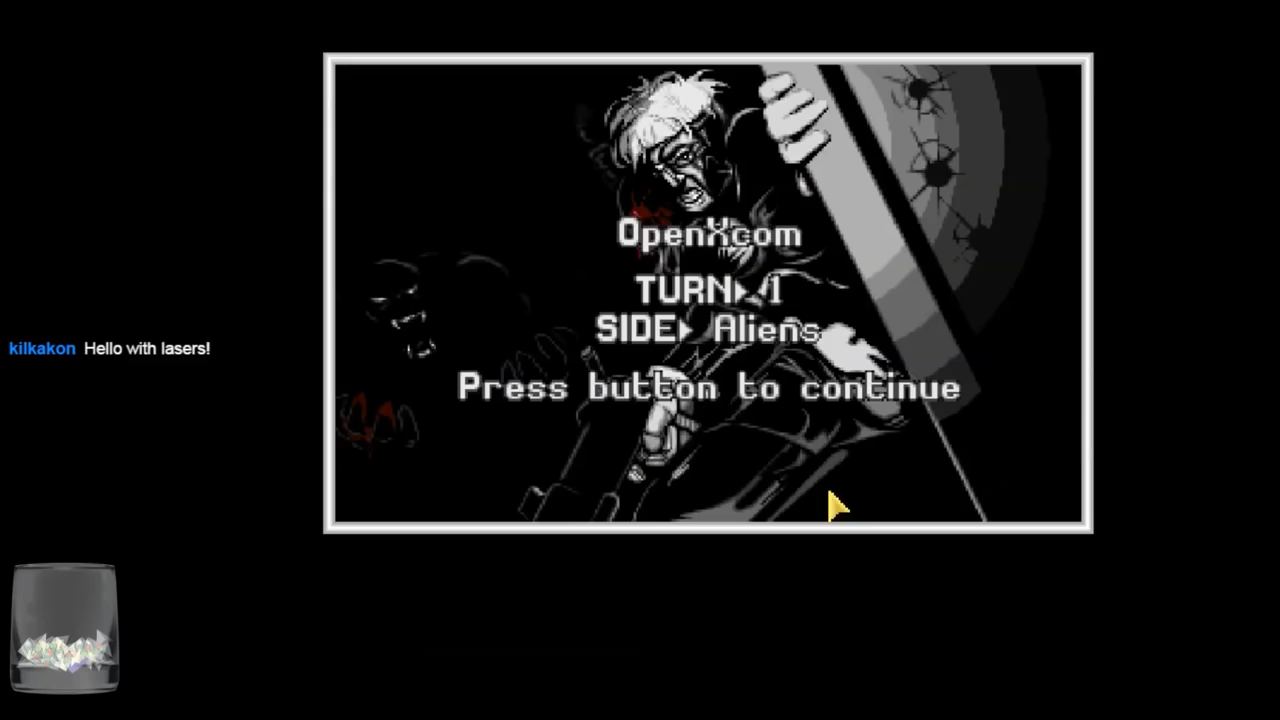 OpenXcom
TURN▸ 1
SIDE▸ Aliens
kilkakon Hello with lasers!
Press button to continue